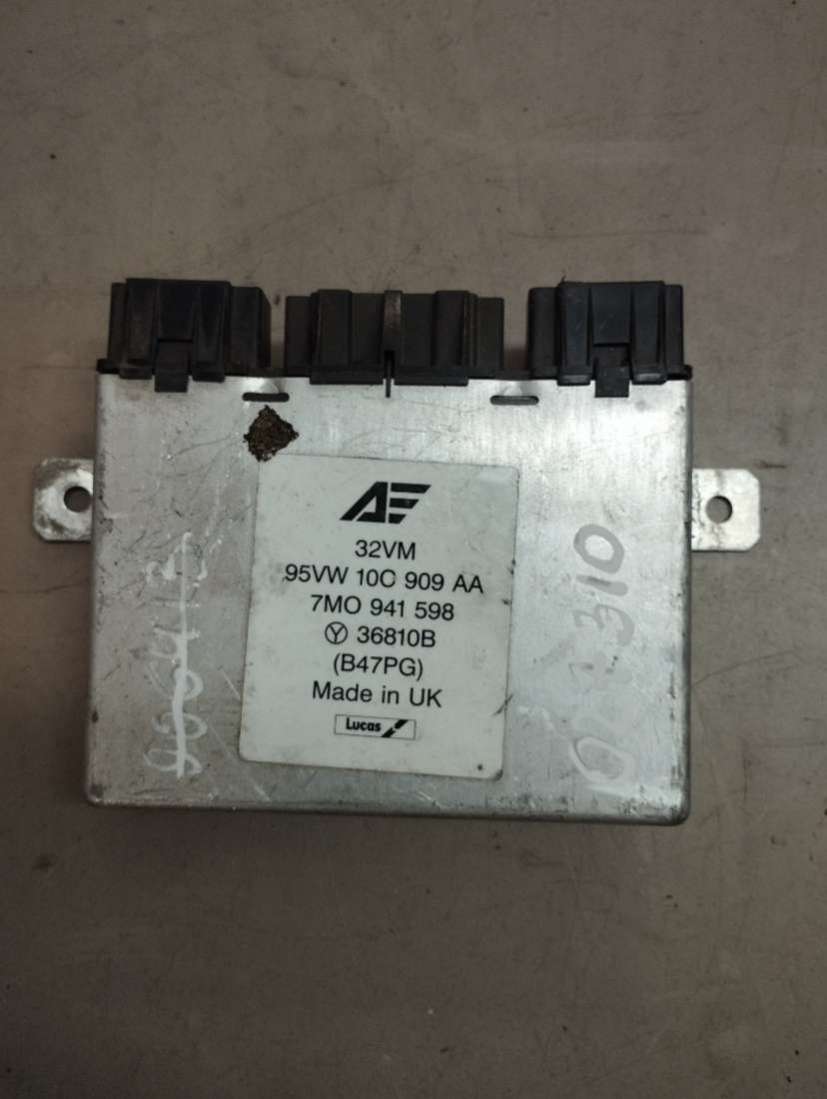 AE
32VM
95VW 10C 909 AA
7MO 941 598
Y 36810B
(B47PG)
Made in UK
Lucas